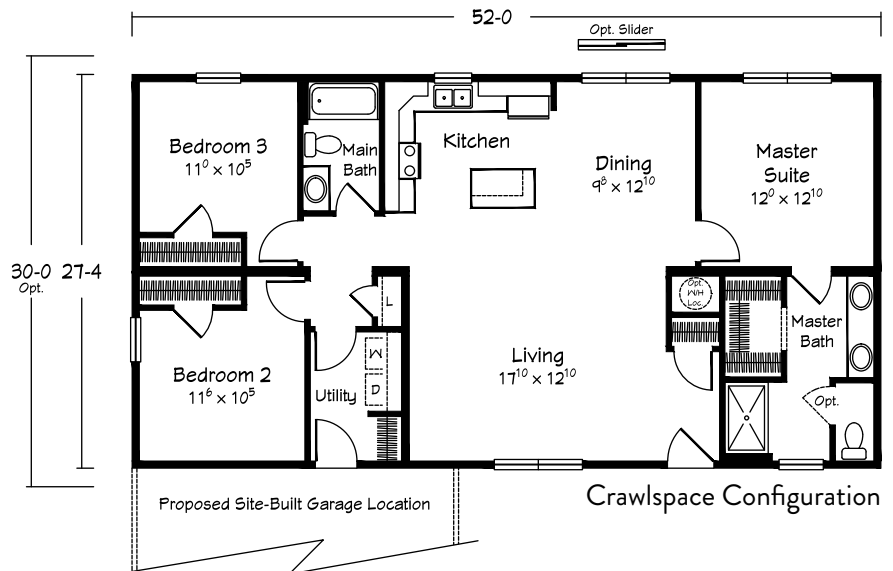 52-0
Opt. Slider
Bedroom 3
11⁰ × 10⁵
Main
Bath
Kitchen
Dining
9⁸ × 12¹⁰
Master
Suite
12⁰ × 12¹⁰
30-0
Opt.
27-4
L
Opt.
W/H
Loc.
Master
Bath
Bedroom 2
11⁶ × 10⁵
Utility
W
D
Living
17¹⁰ × 12¹⁰
Opt.
Proposed Site-Built Garage Location
Crawlspace Configuration